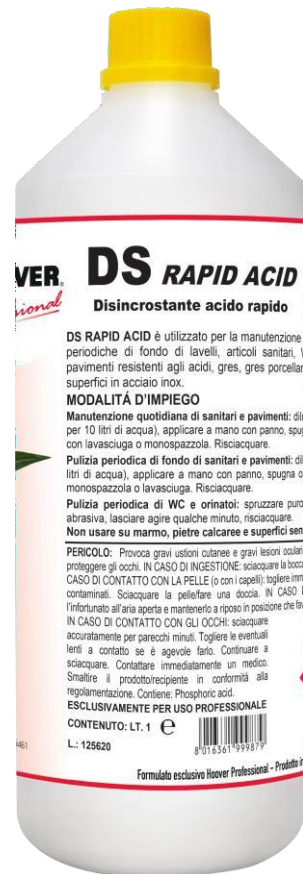 VER®
ional
DS RAPID ACID
Disincrostante acido rapido
DS RAPID ACID è utilizzato per la manutenzione
periodiche di fondo di lavelli, articoli sanitari,
pavimenti resistenti agli acidi, gres, gres porcellan
superfici in acciaio inox.
MODALITÁ D'IMPIEGO
Manutenzione quotidiana di sanitari e pavimenti: dilu
per 10 litri di acqua), applicare a mano con panno, spug
con lavasciuga o monospazzola. Risciacquare.
Pulizia periodica di fondo di sanitari e pavimenti: dil
litri di acqua), applicare a mano con panno, spugna o
monospazzola o lavasciuga. Risciacquare.
Pulizia periodica di WC e orinatoi: spruzzare puro
abrasiva, lasciare agire qualche minuto, risciacquare.
Non usare su marmo, pietre calcaree e superfici sen
PERICOLO: Provoca gravi ustioni cutanee e gravi lesioni oculari
proteggere gli occhi. IN CASO DI INGESTIONE: sciacquare la bocca
CASO DI CONTATTO CON LA PELLE (o con i capelli): togliere imm
contaminati. Sciacquare la pelle/fare una doccia. IN CASO
l'infortunato all'aria aperta e mantenerlo a riposo in posizione che fav
IN CASO DI CONTATTO CON GLI OCCHI: sciacquare
accuratamente per parecchi minuti. Togliere le eventuali
lenti a contatto se è agevole farlo. Continuare a
sciacquare. Contattare immediatamente un medico.
Smaltire il prodotto/recipiente in conformità alla
regolamentazione. Contiene: Phosphoric acid.
ESCLUSIVAMENTE PER USO PROFESSIONALE
CONTENUTO: LT. 1 e
461
L.: 125620
8 016361 999879
Formulato esclusivo Hoover Professional - Prodotto in